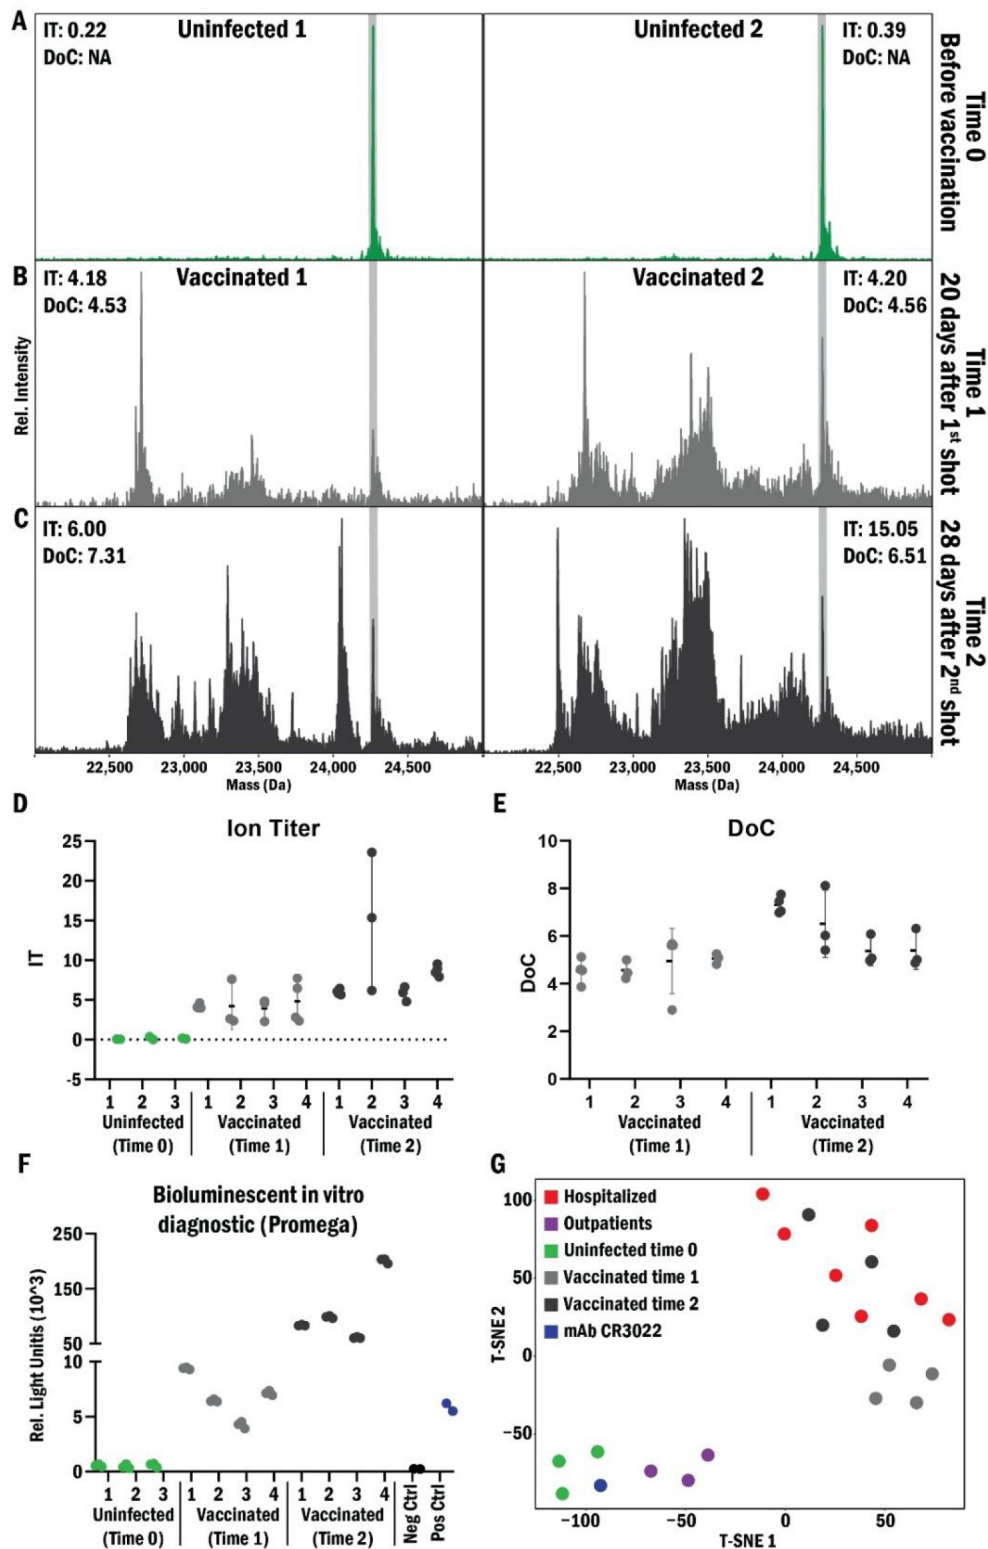 A
IT: 0.22
DoC: NA
Uninfected 1
Uninfected 2
IT: 0.39
DoC: NA
Time 0
Before vaccination
B
IT: 4.18
DoC: 4.53
Vaccinated 1
Vaccinated 2
IT: 4.20
DoC: 4.56
Time 1
20 days after 1st shot
Rel. Intensity
C
IT: 6.00
DoC: 7.31
IT: 15.05
DoC: 6.51
Time 2
28 days after 2nd shot
22,500 23,000 23,500 24,000 24,500
Mass (Da)
22,500 23,000 23,500 24,000 24,500
Mass (Da)
D
Ion Titer
25
20
15
10
5
0
-5
IT
1 2 3 1 2 3 4 1 2 3 4
Uninfected Vaccinated Vaccinated
(Time 0) (Time 1) (Time 2)
E
DoC
10
8
6
4
2
0
DoC
1 2 3 4 1 2 3 4
Vaccinated Vaccinated
(Time 1) (Time 2)
F
Bioluminescent in vitro
diagnostic (Promega)
250
150
50
10
5
0
Rel. Light Unitis (10^3)
1 2 3 1 2 3 4 1 2 3 4 Neg Ctrl Pos Ctrl
Uninfected Vaccinated Vaccinated
(Time 0) (Time 1) (Time 2)
G
Hospitalized
Outpatients
Uninfected time 0
Vaccinated time 1
Vaccinated time 2
mAb CR3022
100
50
0
−50
T-SNE 2
−100 −50 0 50
T-SNE 1